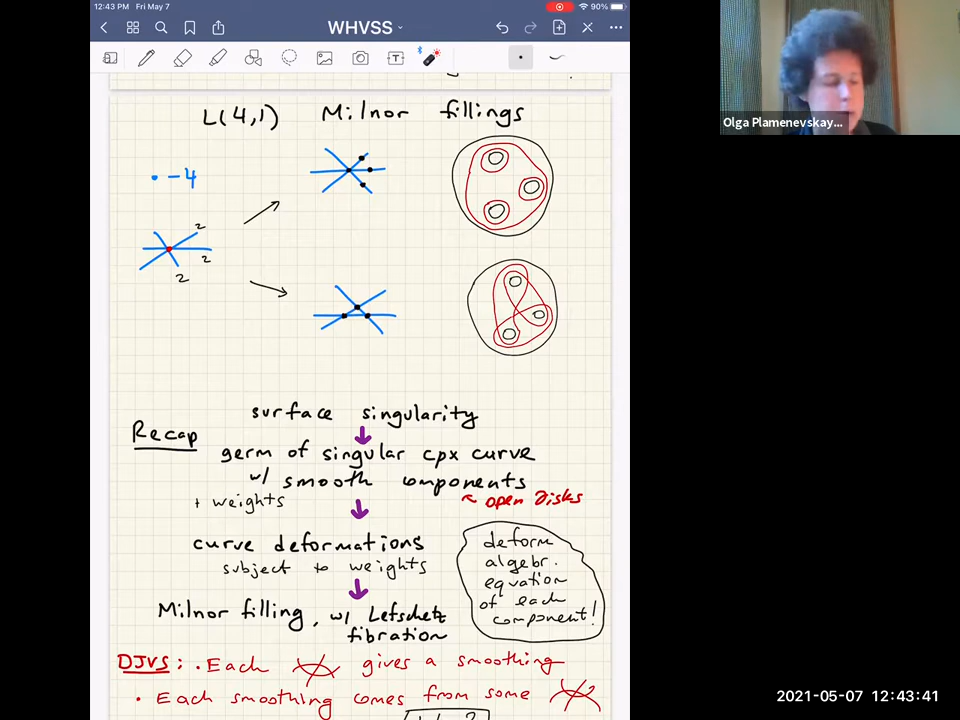 12:43 PM Fri May 7
90%
WHVSS
L(4,1) Milnor fillings
-4
2
2
2
surface singularity
Recap
germ of singular cpx curve
w/ smooth components
+ weights
open Disks
curve deformations
subject to weights
deform
algebr.
equation
of each
component!
Milnor filling, w/ Lefschetz
fibration
DJVS: • Each gives a smoothing
• Each smoothing comes from some
Olga Plamenevskay...
2021-05-07 12:43:41